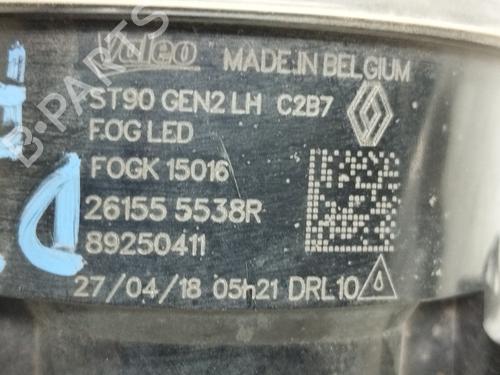 Valeo MADE IN BELGIUM
ST90 GEN2 LH C2B7
FOG LED
FOGK 15016
26155 5538R
89250411
27/04/18 05h21 DRL10
B-PARTS